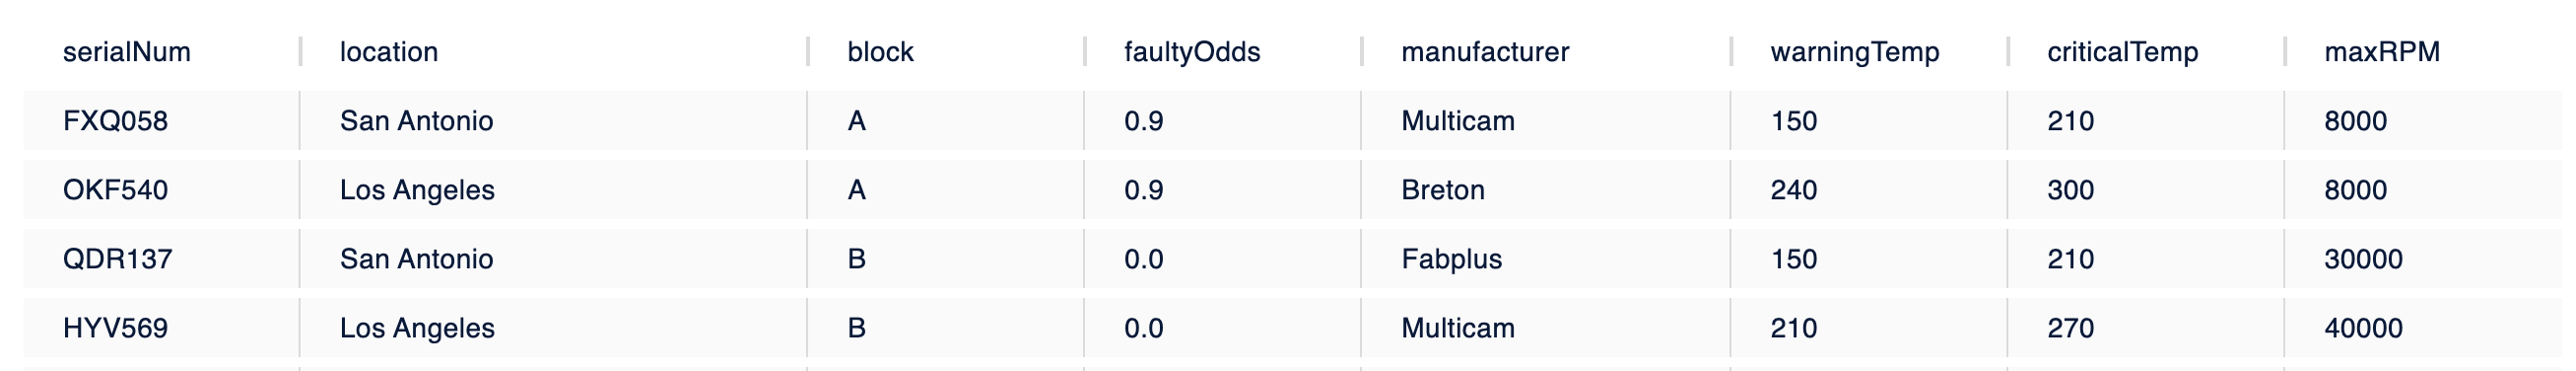 serialNum location block faultyOdds manufacturer warningTemp criticalTemp maxRPM
FXQ058 San Antonio A 0.9 Multicam 150 210 8000
OKF540 Los Angeles A 0.9 Breton 240 300 8000
QDR137 San Antonio B 0.0 Fabplus 150 210 30000
HYV569 Los Angeles B 0.0 Multicam 210 270 40000